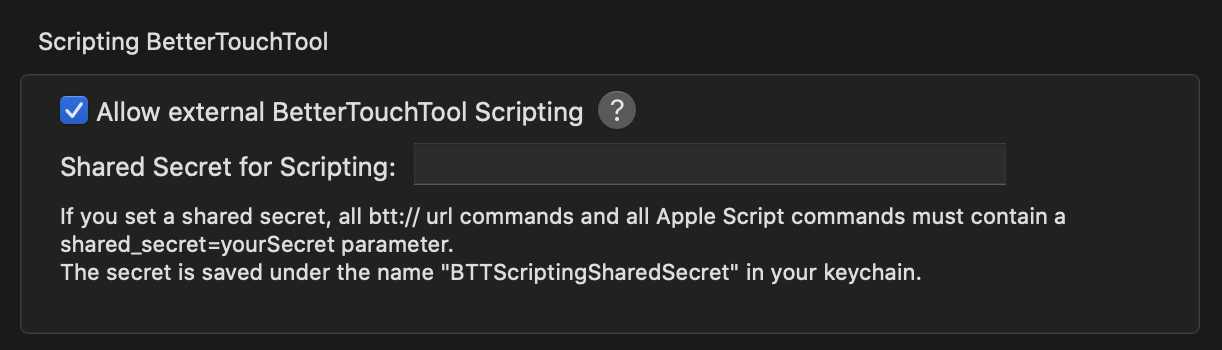 Scripting BetterTouchTool
Allow external BetterTouchTool Scripting ?
Shared Secret for Scripting:
If you set a shared secret, all btt:// url commands and all Apple Script commands must contain a
shared_secret=yourSecret parameter.
The secret is saved under the name "BTTScriptingSharedSecret" in your keychain.